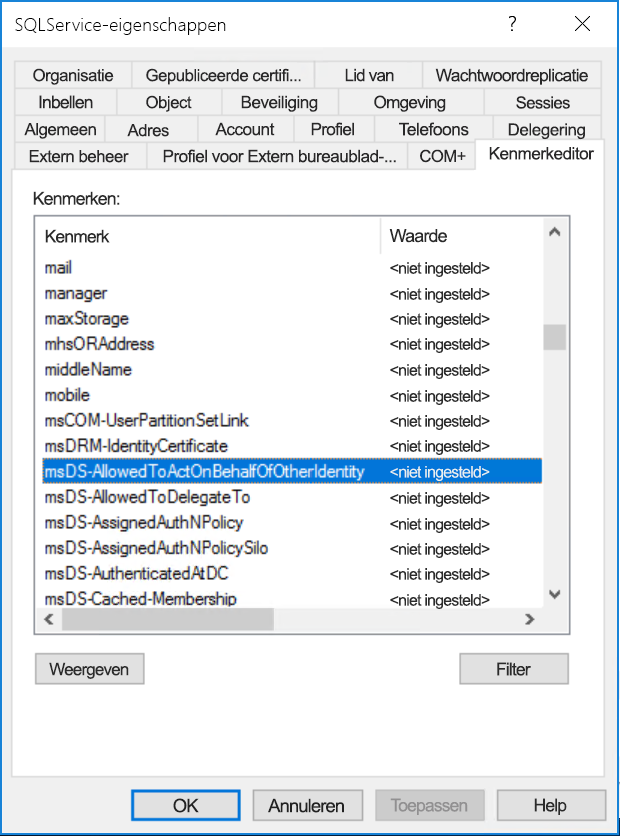 SQLService-eigenschappen ?
Organisatie Gepubliceerde certifi... Lid van Wachtwoordreplicatie
Inbellen Object Beveiliging Omgeving Sessies
Algemeen Adres Account Profiel Telefoons Delegering
Extern beheer Profiel voor Extern bureaublad-... COM+ Kenmerkeditor
Kenmerken:
Kenmerk Waarde
mail <niet ingesteld>
manager <niet ingesteld>
maxStorage <niet ingesteld>
mhsORAddress <niet ingesteld>
middleName <niet ingesteld>
mobile <niet ingesteld>
msCOM-UserPartitionSetLink <niet ingesteld>
msDRM-IdentityCertificate <niet ingesteld>
msDS-AllowedToActOnBehalfOfOtherIdentity <niet ingesteld>
msDS-AllowedToDelegateTo <niet ingesteld>
msDS-AssignedAuthNPolicy <niet ingesteld>
msDS-AssignedAuthNPolicySilo <niet ingesteld>
msDS-AuthenticatedAtDC <niet ingesteld>
msDS-Cached-Membership <niet ingesteld>
Weergeven Filter
OK Annuleren Toepassen Help